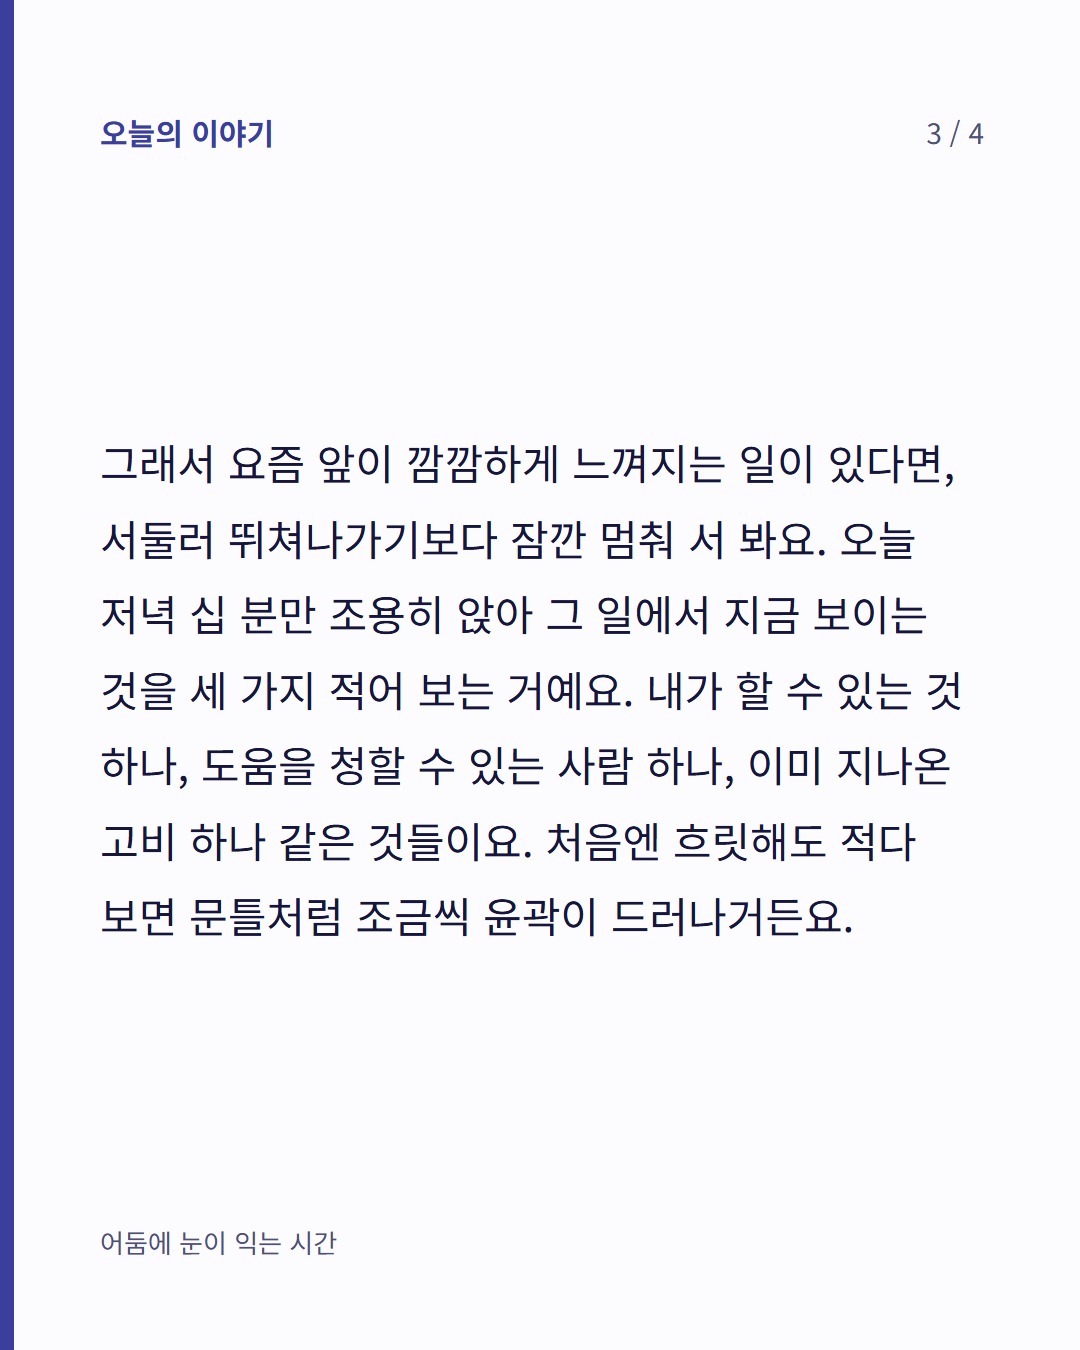 오늘의 이야기
3 / 4
그래서 요즘 앞이 깜깜하게 느껴지는 일이 있다면,
서둘러 뛰쳐나가기보다 잠깐 멈춰 서 봐요. 오늘
저녁 십 분만 조용히 앉아 그 일에서 지금 보이는
것을 세 가지 적어 보는 거예요. 내가 할 수 있는 것
하나, 도움을 청할 수 있는 사람 하나, 이미 지나온
고비 하나 같은 것들이요. 처음엔 흐릿해도 적다
보면 문틀처럼 조금씩 윤곽이 드러나거든요.
어둠에 눈이 익는 시간